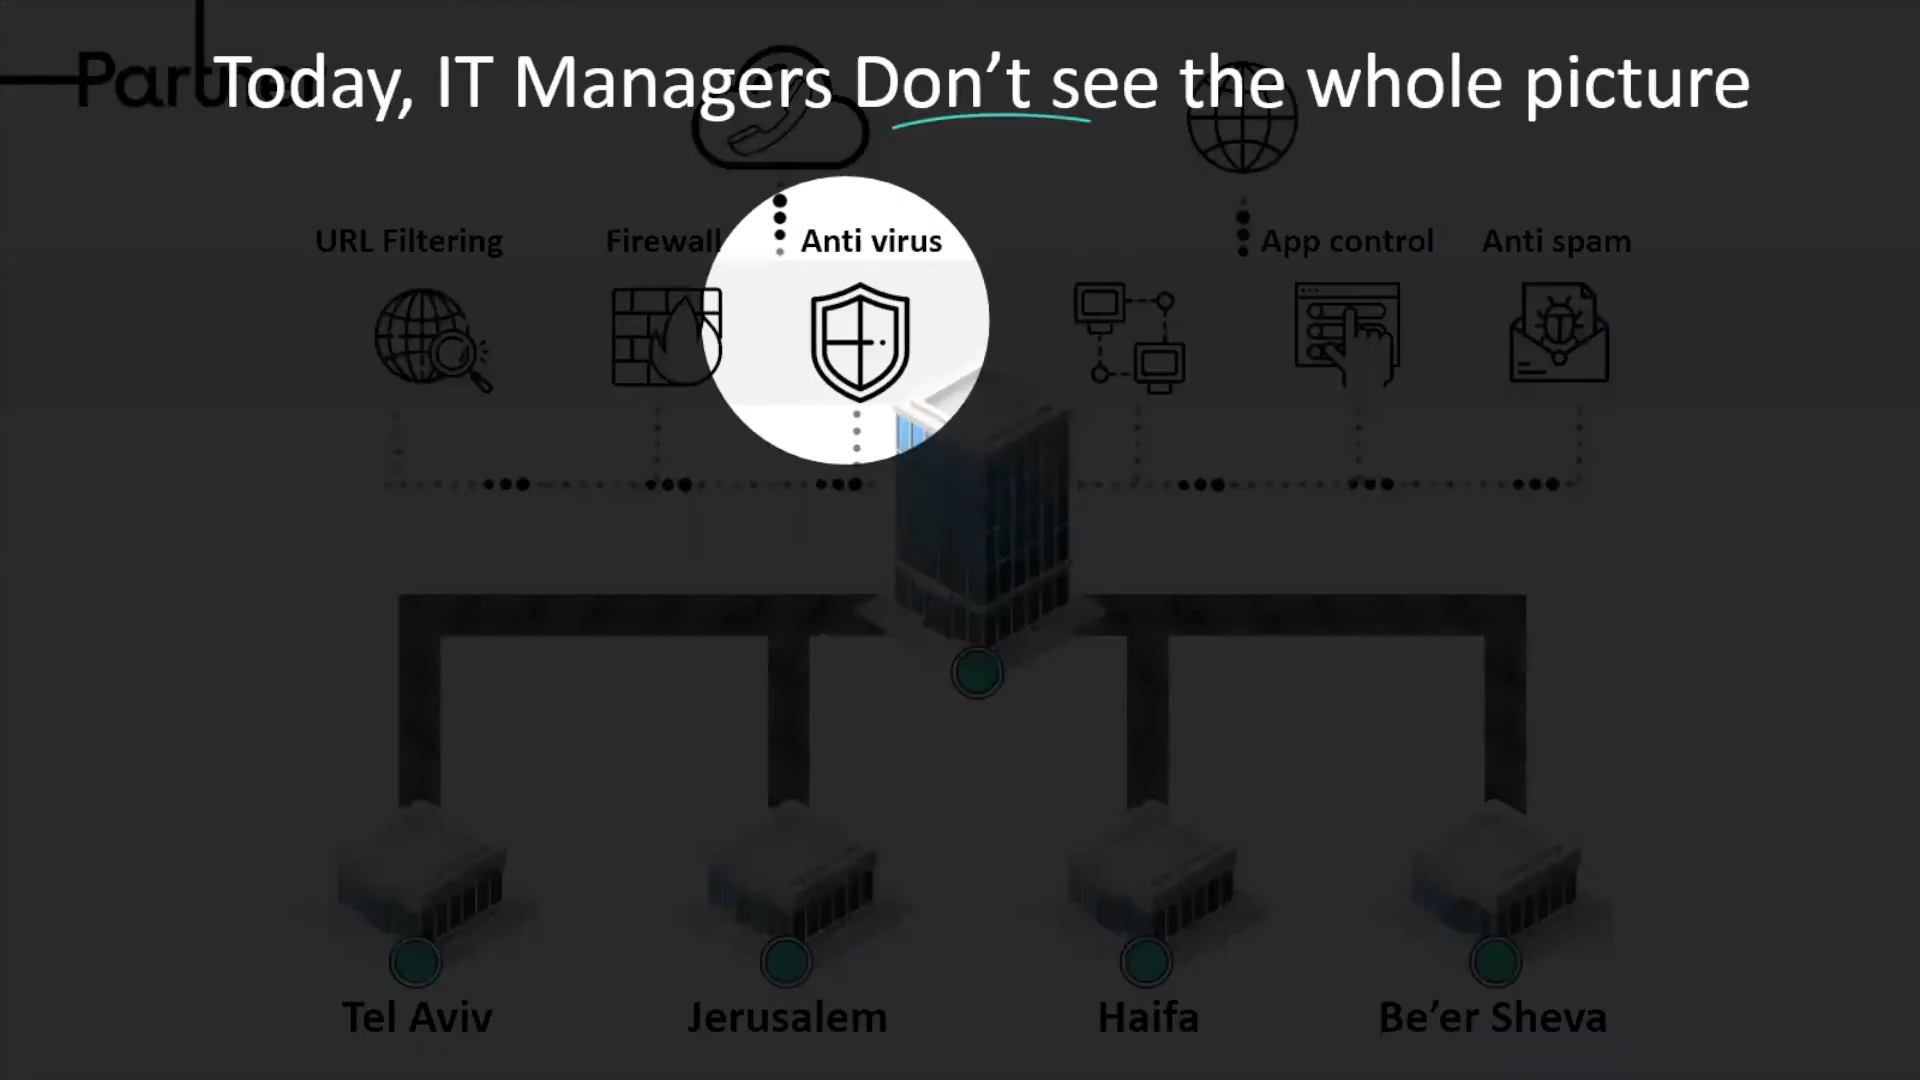 Partner
Today, IT Managers Don’t see the whole picture
URL Filtering
Firewall
Anti virus
App control
Anti spam
Tel Aviv
Jerusalem
Haifa
Be’er Sheva